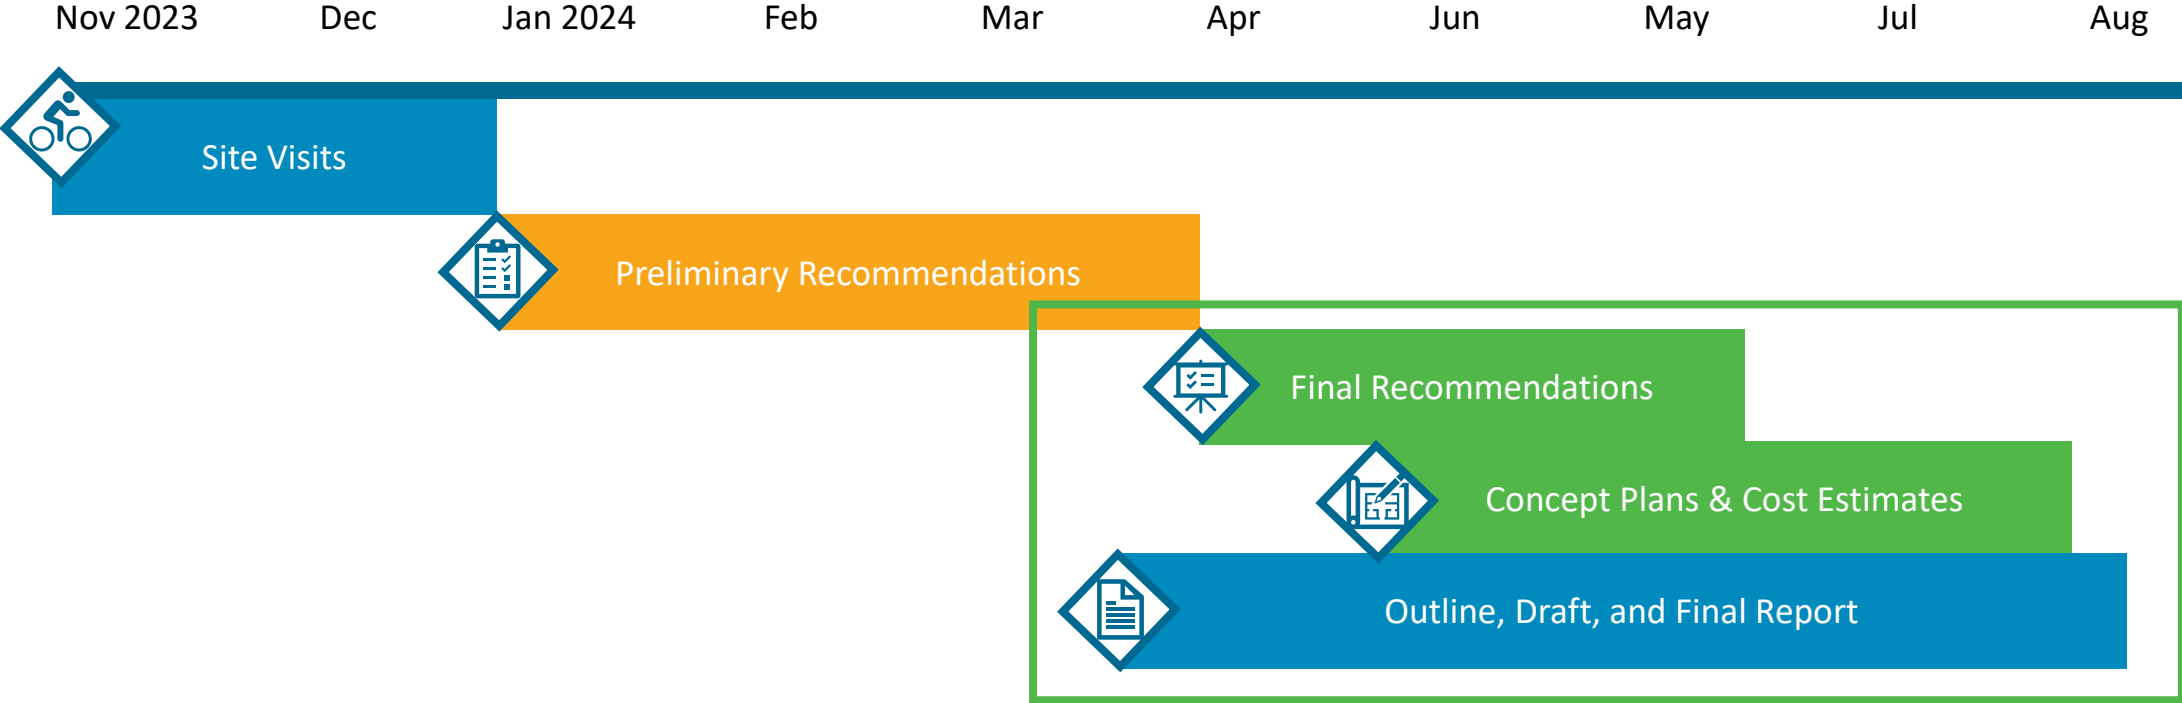 Nov 2023 Dec Jan 2024 Feb Mar Apr Jun May Jul Aug
Site Visits
Preliminary Recommendations
Final Recommendations
Concept Plans & Cost Estimates
Outline, Draft, and Final Report